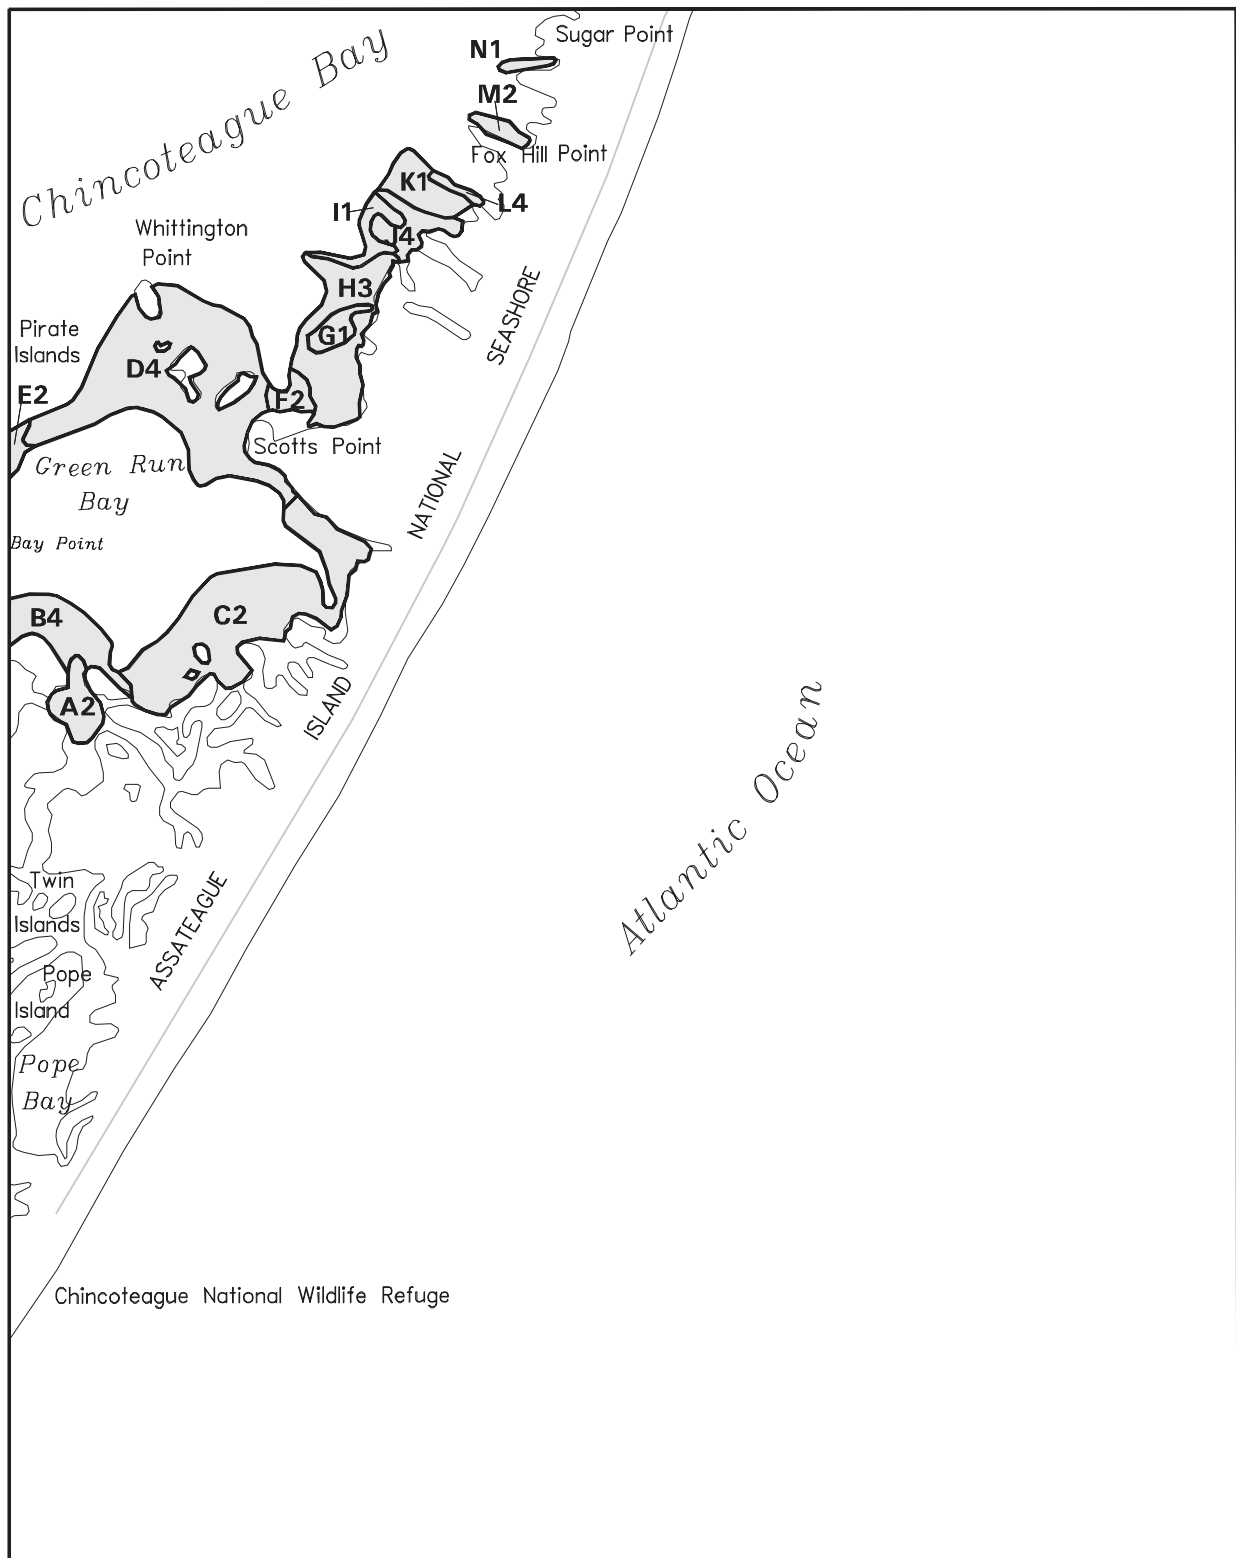 Sugar Point
N1
Chincoteague Bay
M2
Fox Hill Point
K1
L4
I1
J4
Whittington
Point
H3
SEASHORE
Pirate
Islands
G1
D4
E2
F2
Scotts Point
Green Run
Bay
NATIONAL
Bay Point
B4
C2
A2
ISLAND
Atlantic Ocean
Twin
Islands
ASSATEAGUE
Pope
Island
Pope
Bay
Chincoteague National Wildlife Refuge